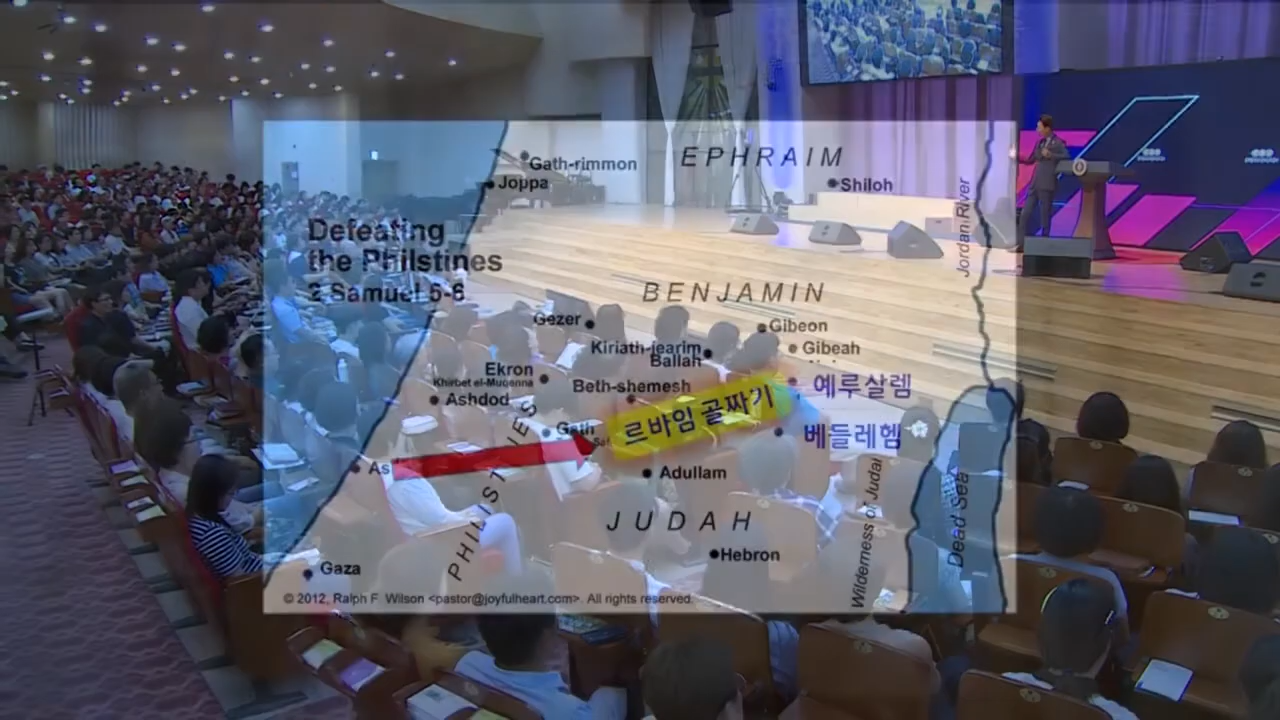 Gath-rimmon
EPHRAIM
Joppa
Shiloh
Jordan River
Defeating
the Philstines
2 Samuel 5-6
BENJAMIN
Gezer
Gibeon
Kiriath-jearim
Gibeah
Ballah
Ekron
Khirbet el-Muqenna
Beth-shemesh
예루살렘
Ashdod
르바임 골짜기
Gath
베들레헴
PHILISTINES
Adullam
JUDAH
Wilderness of Judah
Dead Sea
Hebron
Gaza
© 2012, Ralph F. Wilson <pastor@joyfulheart.com>. All rights reserved.